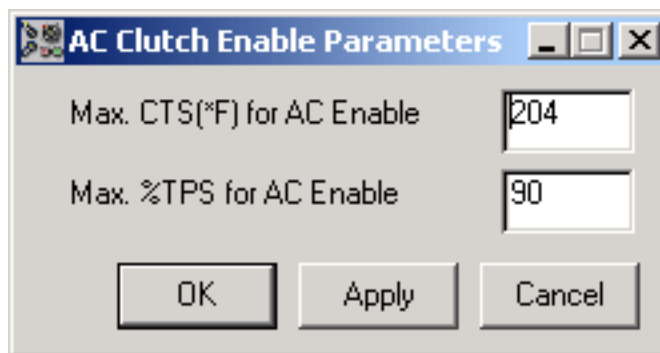 AC Clutch Enable Parameters
Max. CTS(*F) for AC Enable 204
Max. %TPS for AC Enable 90
OK Apply Cancel